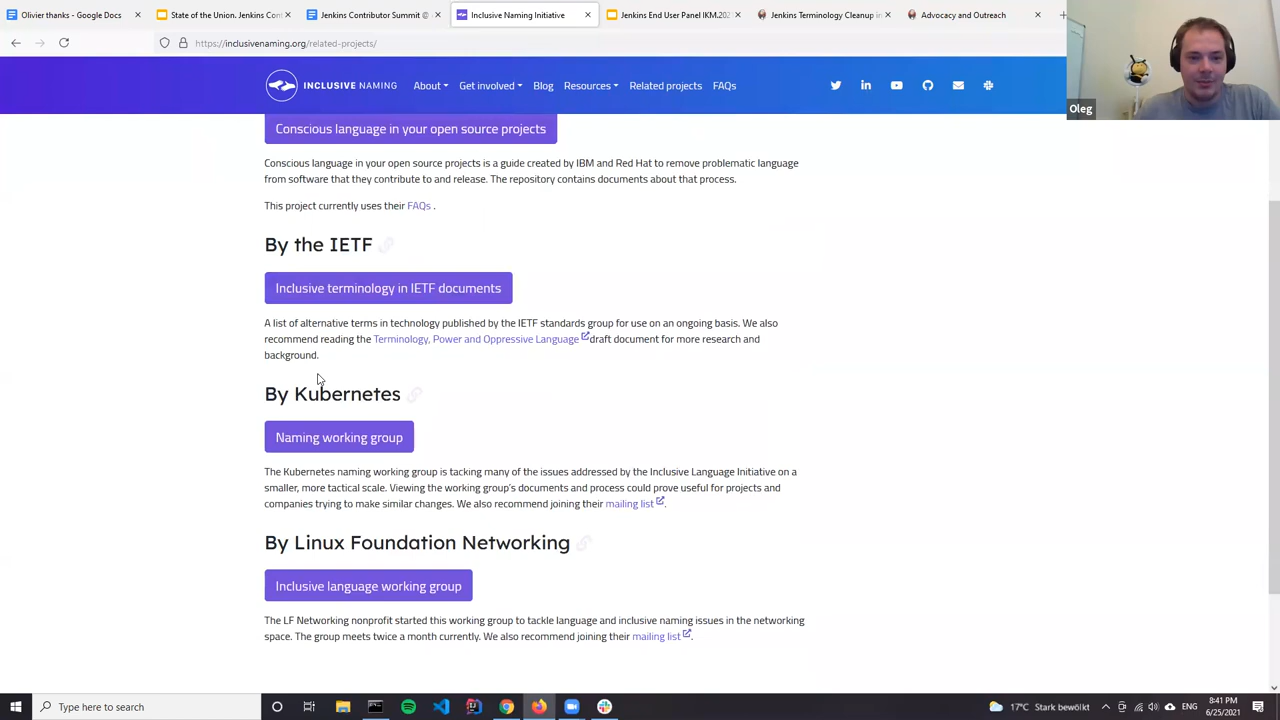 Oliver thanks - Google Docs
State of the Union. Jenkins Con
Jenkins Contributor Summit @
Inclusive Naming Initiative
Jenkins End User Panel IKM.202
Jenkins Terminology Cleanup in
Advocacy and Outreach
https://inclusivenaming.org/related-projects/
INCLUSIVE NAMING
About
Get involved
Blog
Resources
Related projects
FAQs
Oleg
Conscious language in your open source projects
Conscious language in your open source projects is a guide created by IBM and Red Hat to remove problematic language
from software that they contribute to and release. The repository contains documents about that process.
This project currently uses their FAQs .
By the IETF
Inclusive terminology in IETF documents
A list of alternative terms in technology published by the IETF standards group for use on an ongoing basis. We also
recommend reading the Terminology, Power and Oppressive Language draft document for more research and
background.
By Kubernetes
Naming working group
The Kubernetes naming working group is tacking many of the issues addressed by the Inclusive Language Initiative on a
smaller, more tactical scale. Viewing the working group's documents and process could prove useful for projects and
companies trying to make similar changes. We also recommend joining their mailing list .
By Linux Foundation Networking
Inclusive language working group
The LF Networking nonprofit started this working group to tackle language and inclusive naming issues in the networking
space. The group meets twice a month currently. We also recommend joining their mailing list .
Type here to search
17°C Stark bewölkt
ENG
8:41 PM
6/25/2021